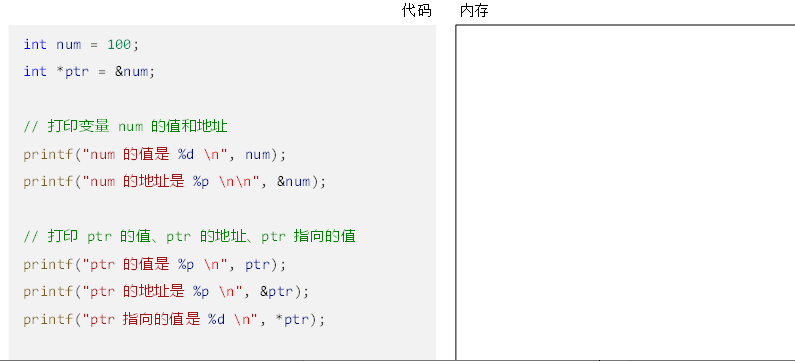 代码 内存
int num = 100;
int *ptr = &num;
// 打印变量 num 的值和地址
printf("num 的值是 %d \n", num);
printf("num 的地址是 %p \n\n", &num);
// 打印 ptr 的值、ptr 的地址、ptr 指向的值
printf("ptr 的值是 %p \n", ptr);
printf("ptr 的地址是 %p \n", &ptr);
printf("ptr 指向的值是 %d \n", *ptr);